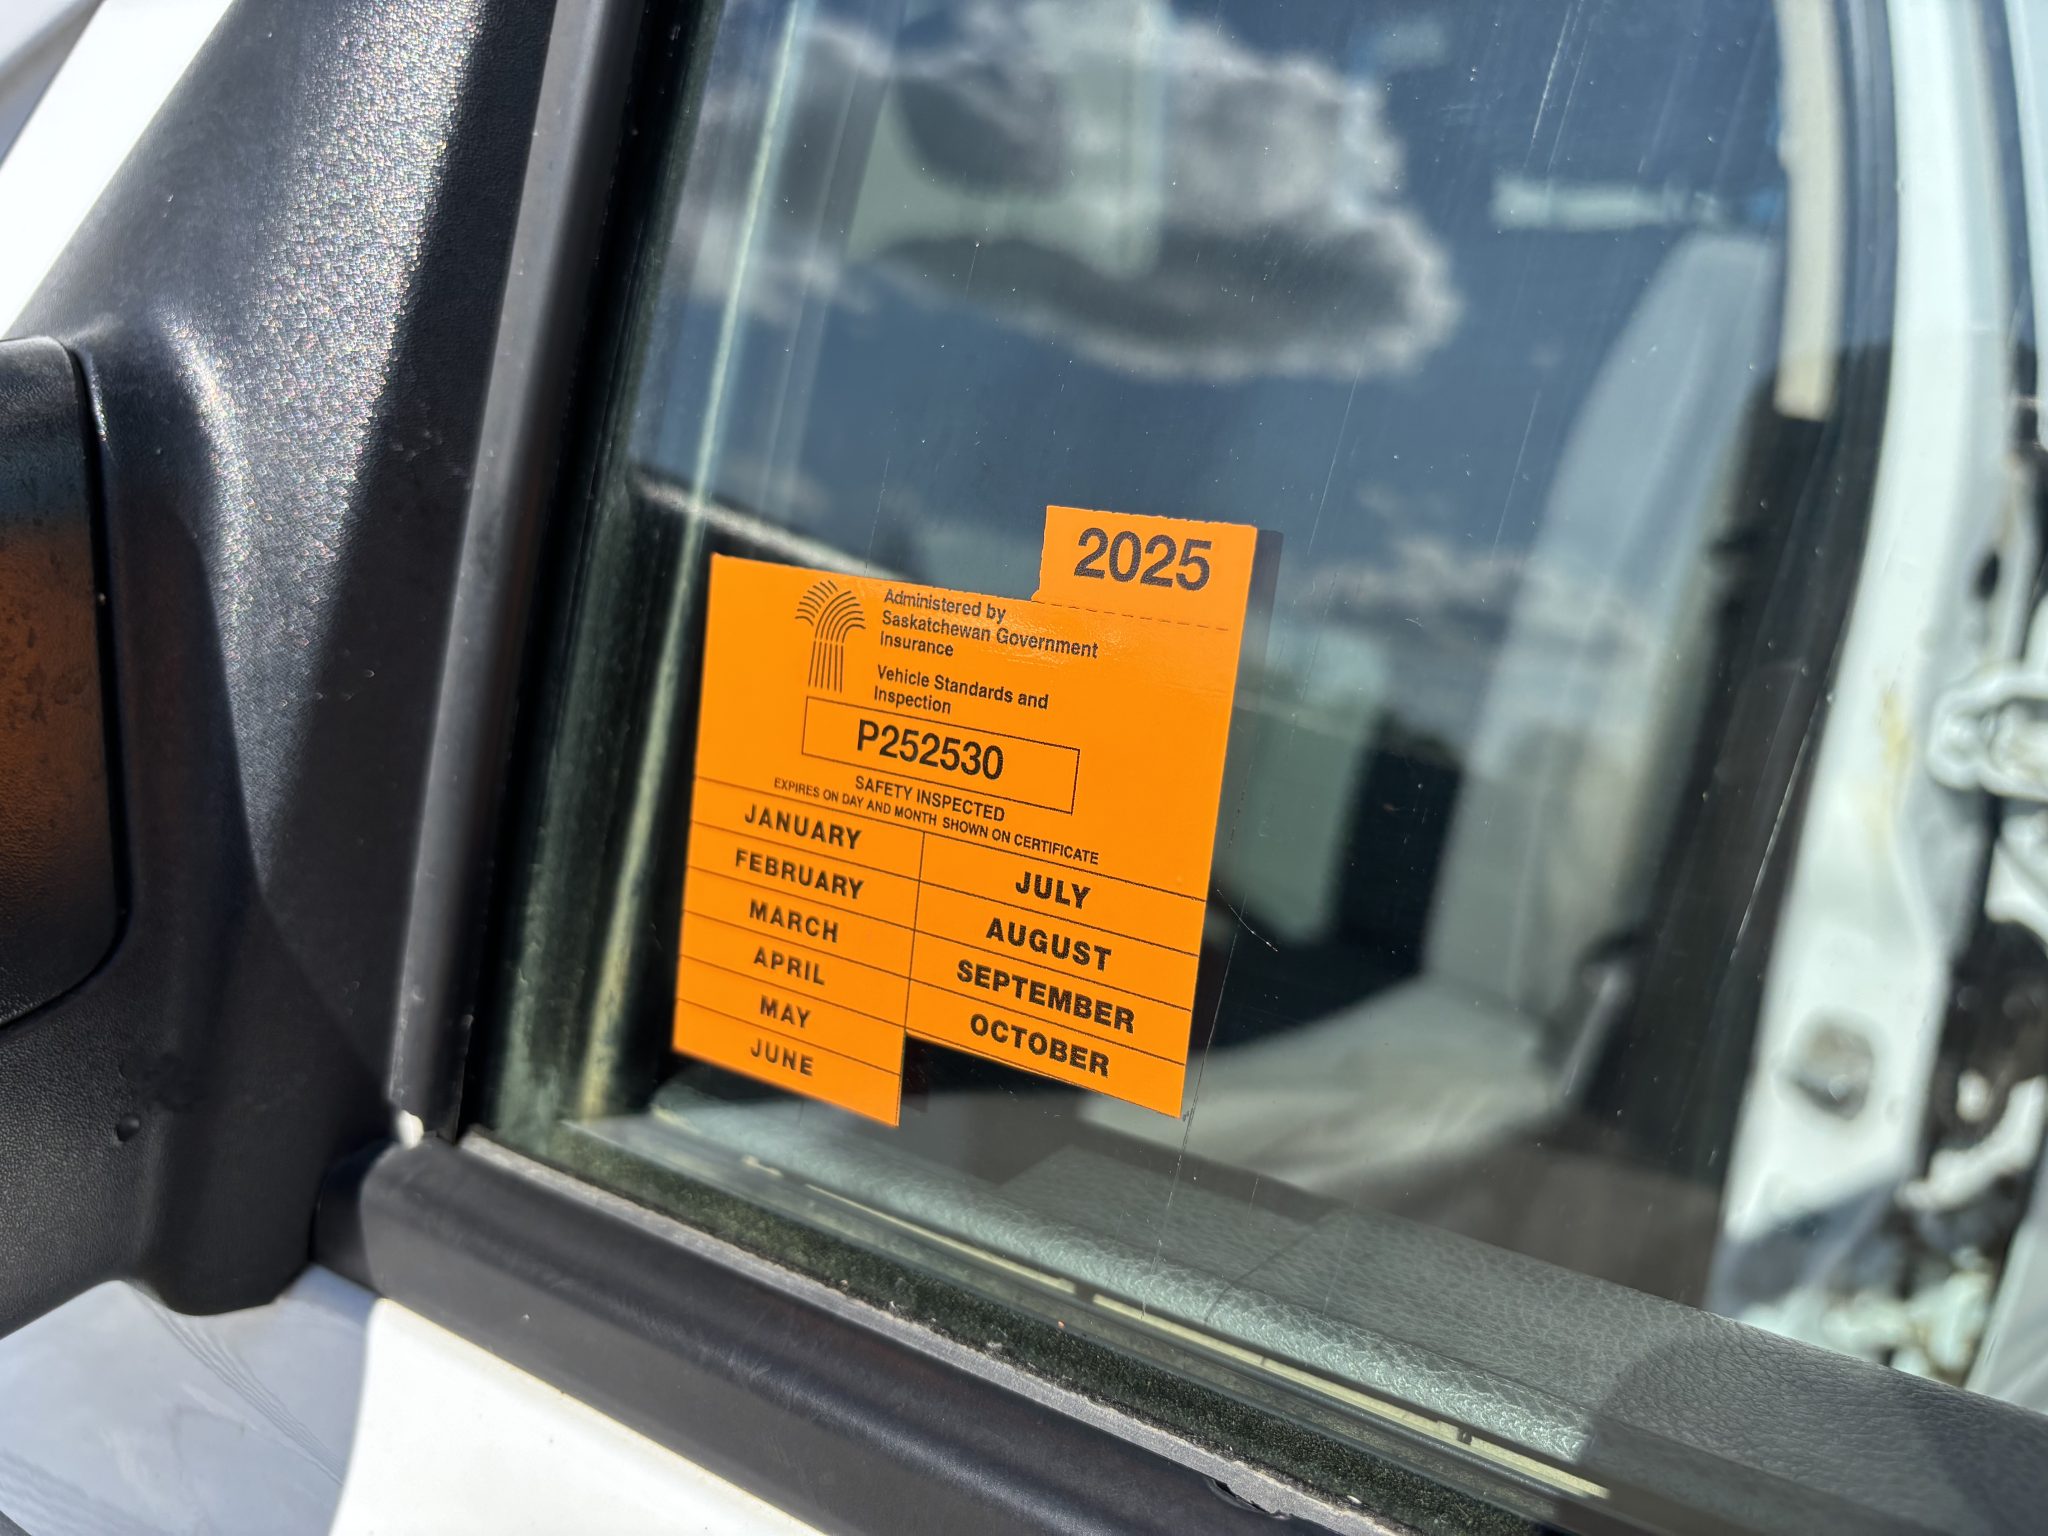 2025
Administered by
Saskatchewan Government
Insurance
Vehicle Standards and
Inspection
P252530
SAFETY INSPECTED
EXPIRES ON DAY AND MONTH SHOWN ON CERTIFICATE
JANUARY
FEBRUARY
MARCH
APRIL
MAY
JUNE
JULY
AUGUST
SEPTEMBER
OCTOBER